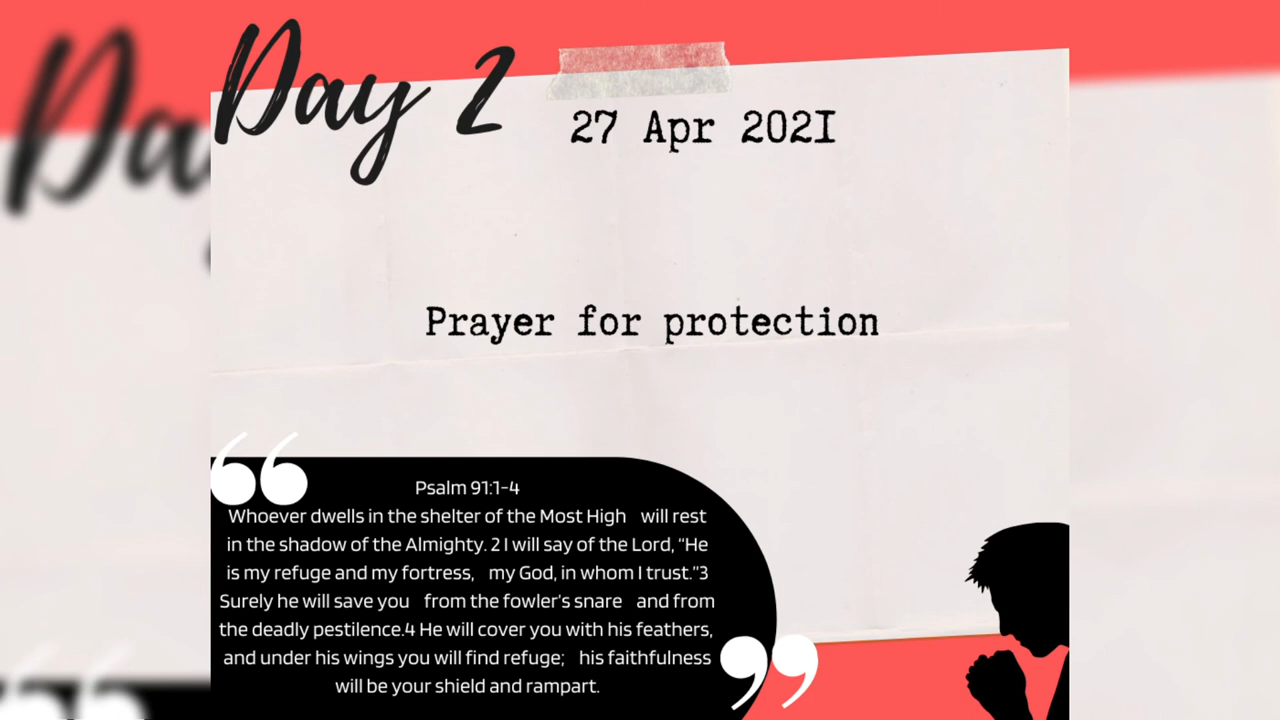 Day 2
27 Apr 2021
Prayer for protection
Psalm 91:1-4
Whoever dwells in the shelter of the Most High will rest
in the shadow of the Almighty. 2 I will say of the Lord, “He
is my refuge and my fortress, my God, in whom I trust.”3
Surely he will save you from the fowler’s snare and from
the deadly pestilence.4 He will cover you with his feathers,
and under his wings you will find refuge; his faithfulness
will be your shield and rampart.